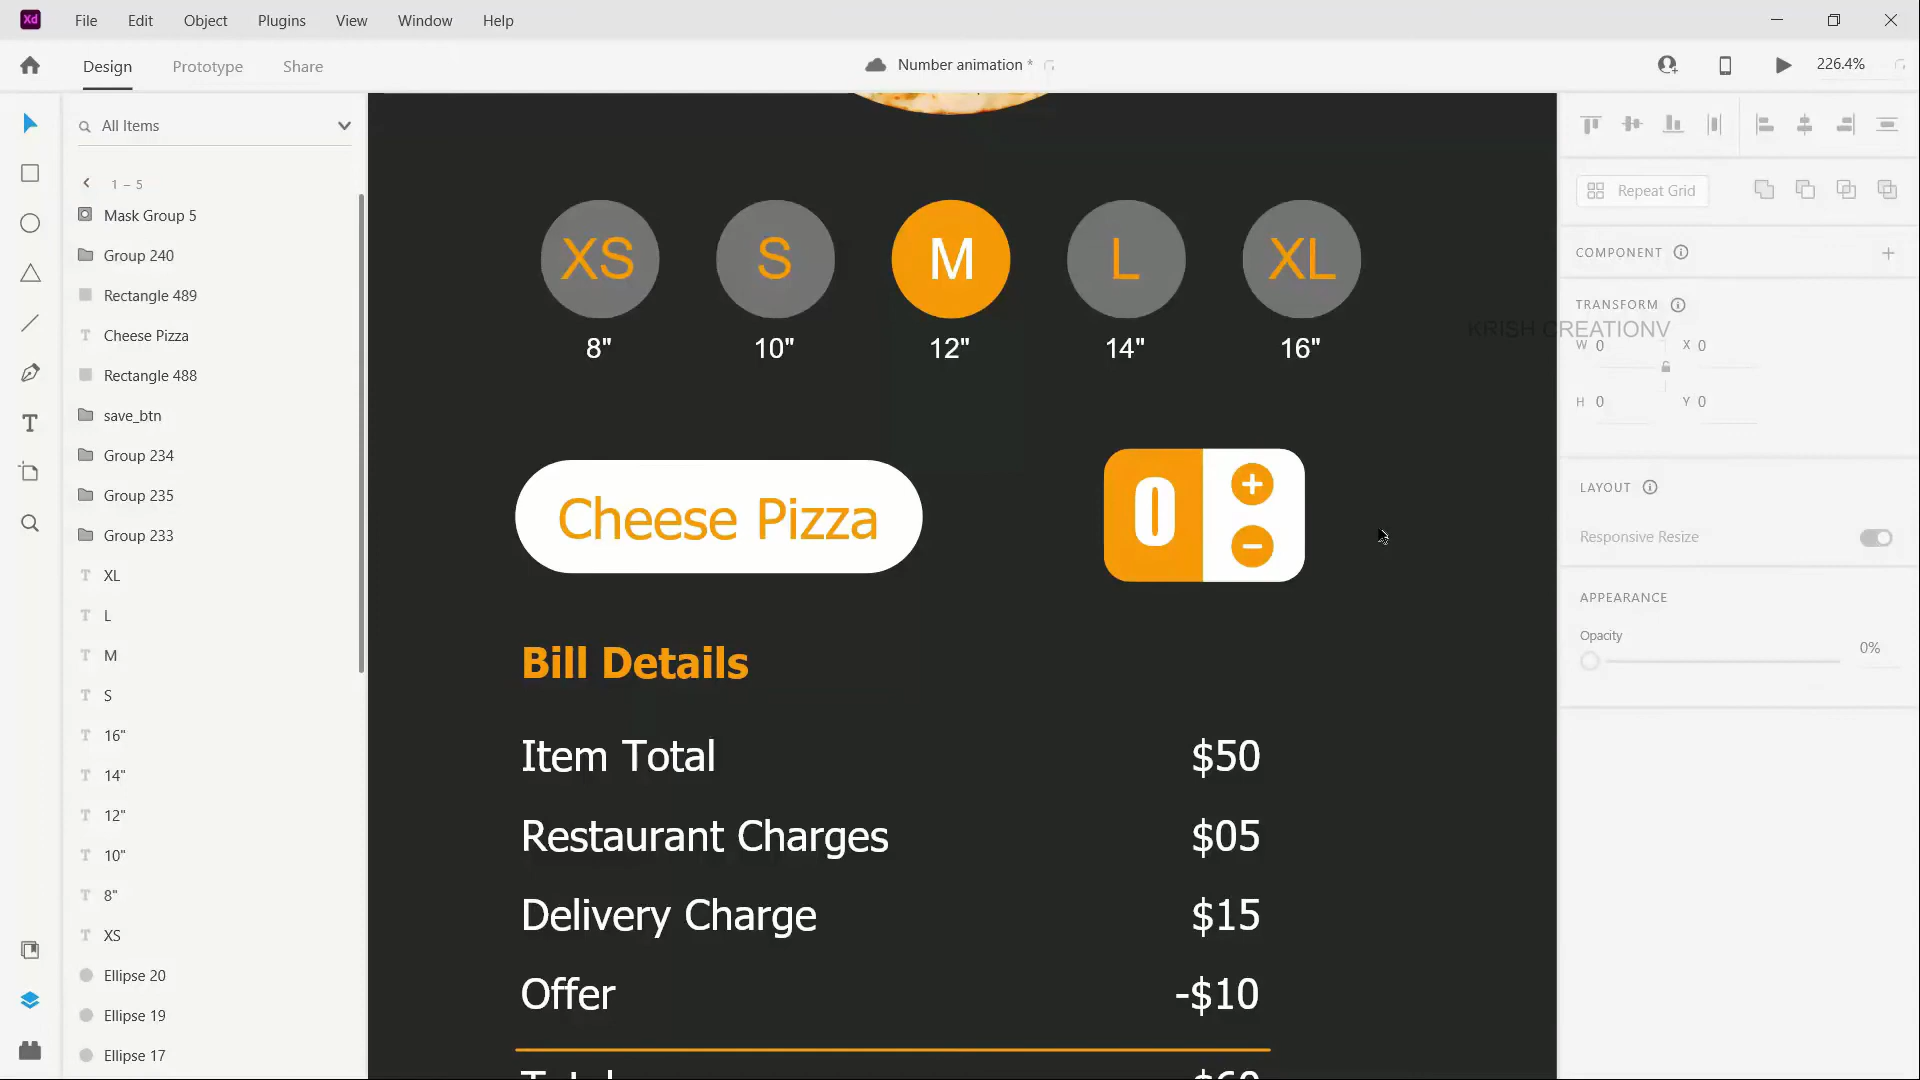 Xd File Edit Object Plugins View Window Help
Design Prototype Share Number animation * 226.4%
All Items
1 – 5
Mask Group 5
Group 240
Rectangle 489
Cheese Pizza
Rectangle 488
save_btn
Group 234
Group 235
Group 233
T XL
T L
T M
T S
T 16"
T 14"
T 12"
T 10"
T 8"
T XS
Ellipse 20
Ellipse 19
Ellipse 17
XS S M L XL
8" 10" 12" 14" 16"
Cheese Pizza
0 + −
Bill Details
Item Total $50
Restaurant Charges $05
Delivery Charge $15
Offer -$10
Total $60
Repeat Grid
COMPONENT
TRANSFORM
KRISH CREATIONV
W 0 X 0
H 0 Y 0
LAYOUT
Responsive Resize
APPEARANCE
Opacity
0%